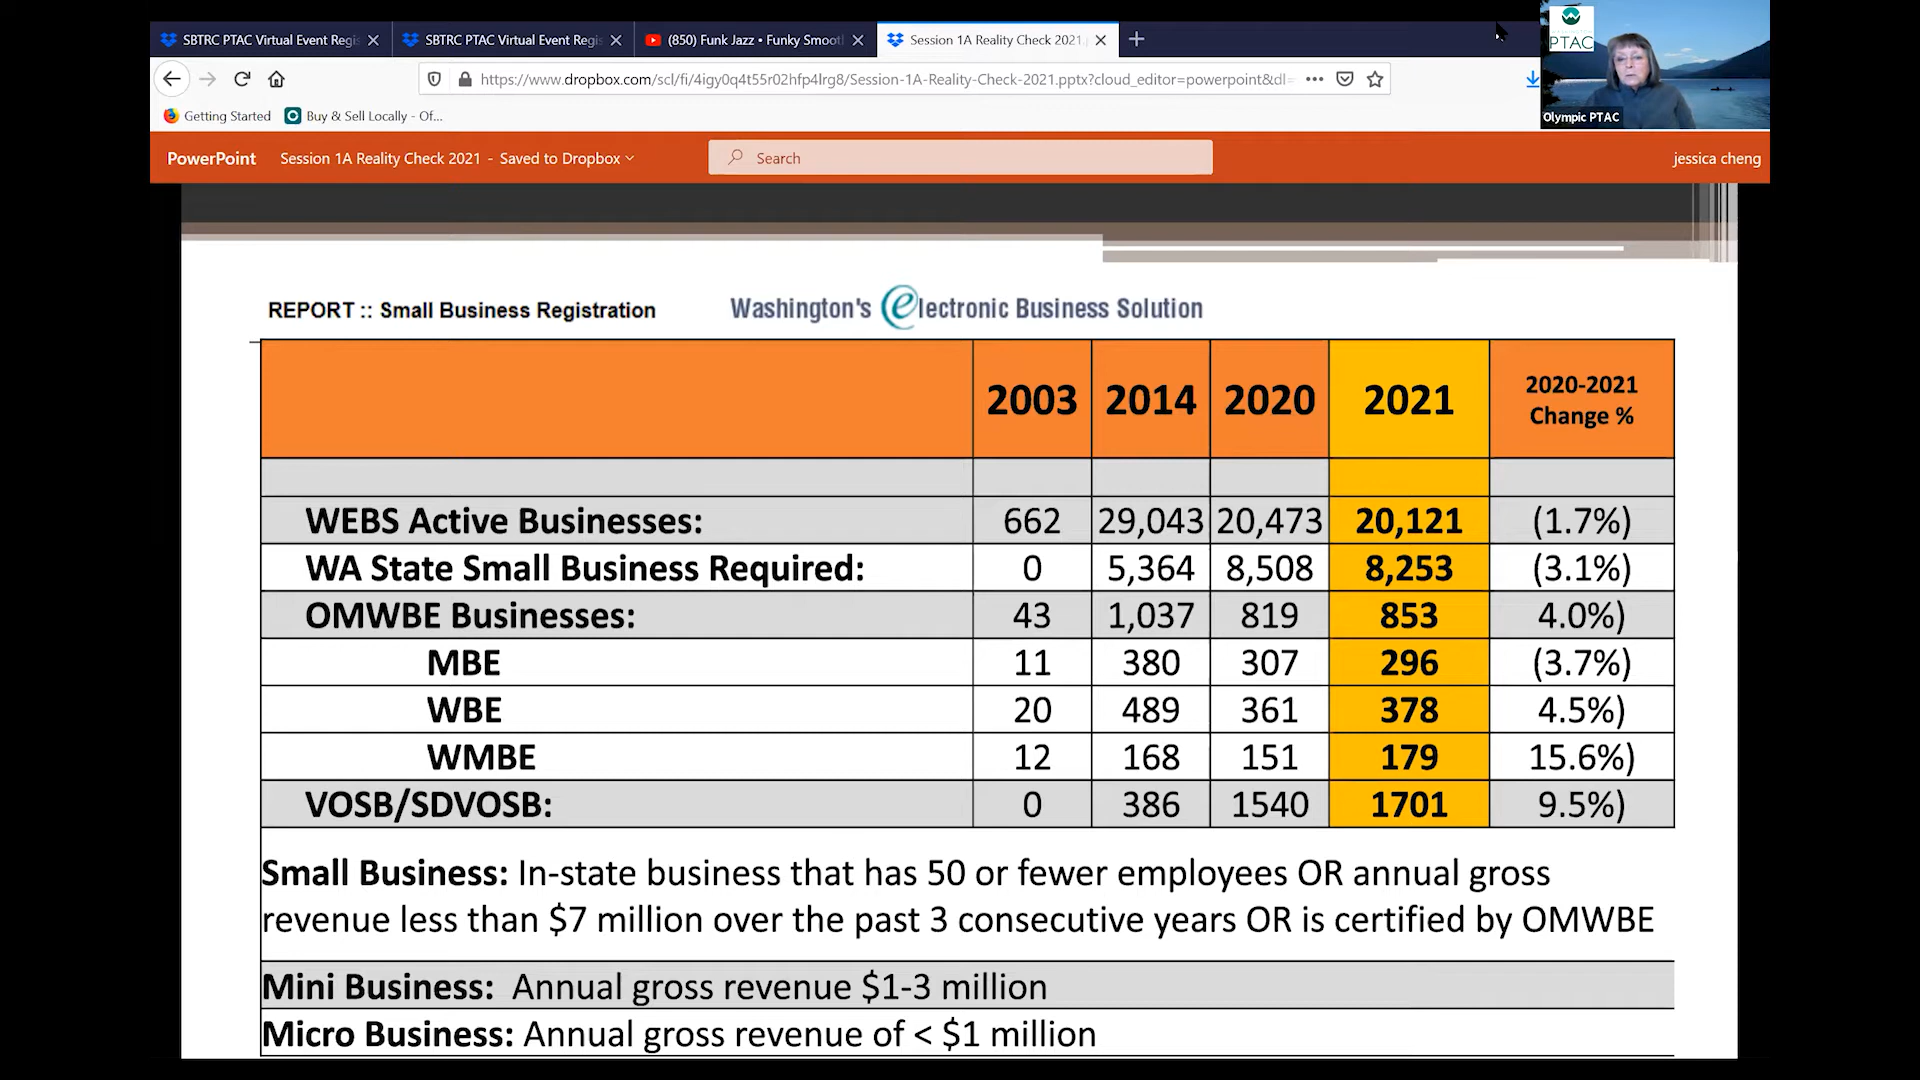 SBTRC PTAC Virtual Event Regis
SBTRC PTAC Virtual Event Regis
(850) Funk Jazz • Funky Smooth
Session 1A Reality Check 2021.
PTAC
https://www.dropbox.com/scl/fi/4igy0q4t55r02hfp4lrg8/Session-1A-Reality-Check-2021.pptx?cloud_editor=powerpoint&dl=
Getting Started
Buy & Sell Locally - Of...
Olympic PTAC
PowerPoint
Session 1A Reality Check 2021 - Saved to Dropbox
Search
jessica cheng
REPORT :: Small Business Registration
Washington's electronic Business Solution
2003 2014 2020 2021 2020-2021
Change %
WEBS Active Businesses: 662 29,043 20,473 20,121 (1.7%)
WA State Small Business Required: 0 5,364 8,508 8,253 (3.1%)
OMWBE Businesses: 43 1,037 819 853 4.0%)
MBE 11 380 307 296 (3.7%)
WBE 20 489 361 378 4.5%)
WMBE 12 168 151 179 15.6%)
VOSB/SDVOSB: 0 386 1540 1701 9.5%)
Small Business: In-state business that has 50 or fewer employees OR annual gross
revenue less than $7 million over the past 3 consecutive years OR is certified by OMWBE
Mini Business: Annual gross revenue $1-3 million
Micro Business: Annual gross revenue of < $1 million